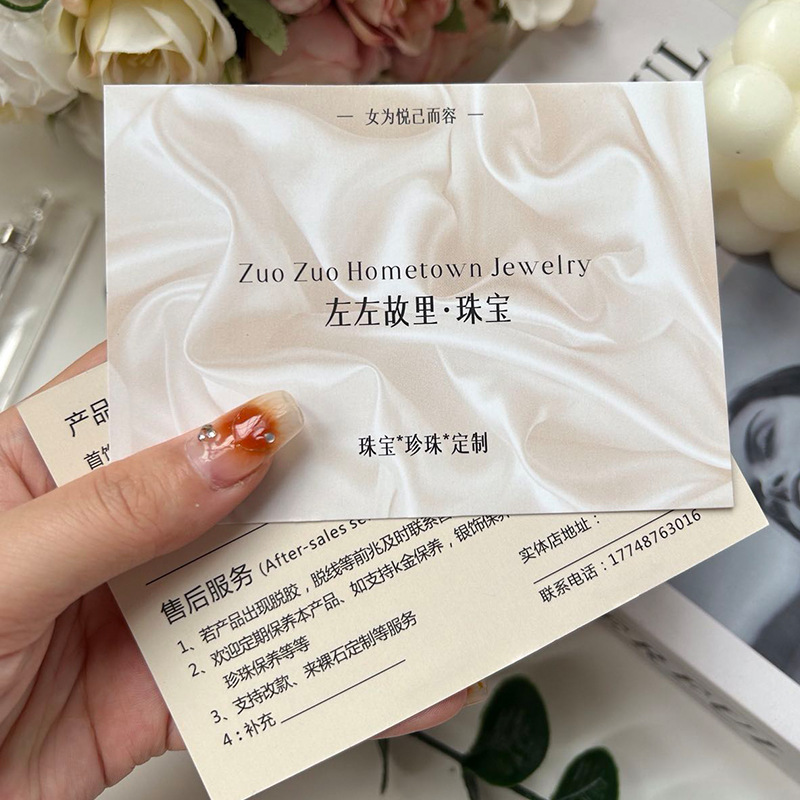 — 女为悦己而容 —
Zuo Zuo Hometown Jewelry
左左故里·珠宝
珠宝*珍珠*定制
产品
首饰
售后服务 (After-sales se
1、若产品出现脱胶，脱线等前兆及时联系
2、欢迎定期保养本产品、如支持k金保养，银饰保养
珍珠保养等等
3、支持改款、来裸石定制等服务
4：补充
实体店地址：
联系电话：17748763016